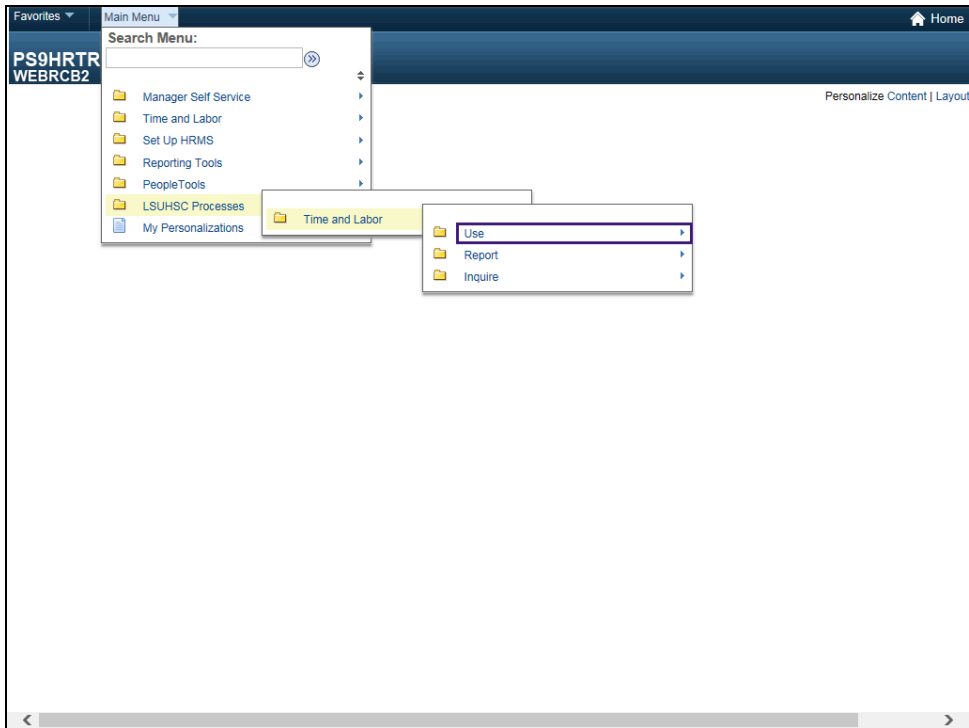 Favorites Main Menu Home
Search Menu:
PS9HRTR
WEBRCB2
Personalize Content | Layout
Manager Self Service
Time and Labor
Set Up HRMS
Reporting Tools
PeopleTools
LSUHSC Processes
My Personalizations
Time and Labor
Use
Report
Inquire